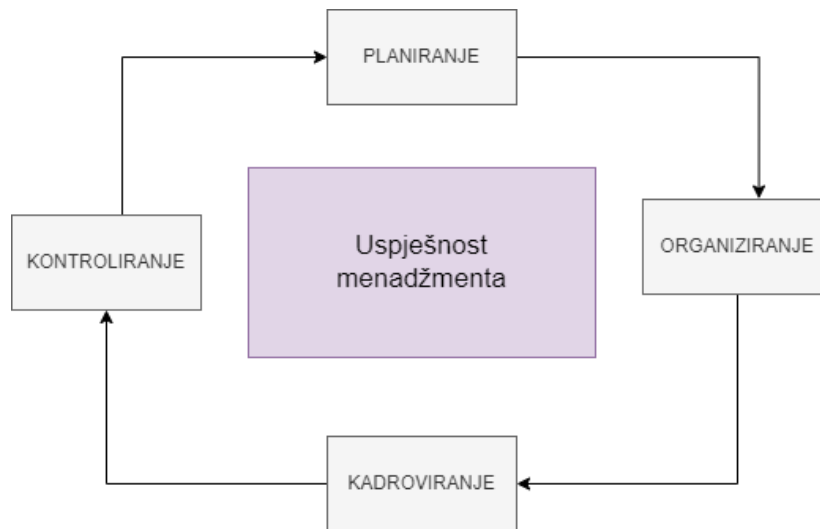 PLANIRANJE
ORGANIZIRANJE
Uspješnost
menadžmenta
KONTROLIRANJE
KADROVIRANJE